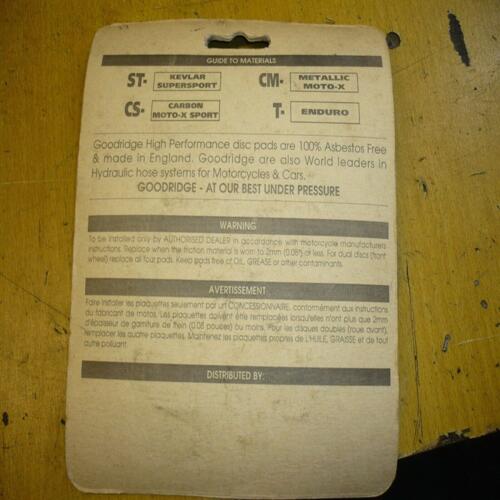 GUIDE TO MATERIALS
ST- KEVLAR SUPERSPORT CM- METALLIC MOTO-X
CS- CARBON MOTO-X SPORT T- ENDURO
Goodridge High Performance disc pads are 100% Asbestos Free
& made in England. Goodridge are also World leaders in
Hydraulic hose systems for Motorcycles & Cars.
GOODRIDGE - AT OUR BEST UNDER PRESSURE
WARNING
To be installed only by AUTHORISED DEALER in accordance with motorcycle manufacturers
instructions. Replace when the friction material is worn to 2mm (0.08") or less. For dual discs (front
wheel) replace all four pads. Keep pads free of OIL, GREASE or other contaminants.
AVERTISSEMENT
Faire installer les plaquettes seulement par un CONCESSIONNAIRE, conformément aux instructions
du fabricant de motos. Les plaquettes doivent être remplacées lorsqu'elles n'ont plus que 2mm
d'épaisseur de garniture de frein (0.08 pouces) ou moins. Pour les disques doubles (roue avant),
remplacer les quatre plaquettes. Maintenez les plaquettes propres de L'HUILE, GRAISSE et de tout
autre polluant.
DISTRIBUTED BY: